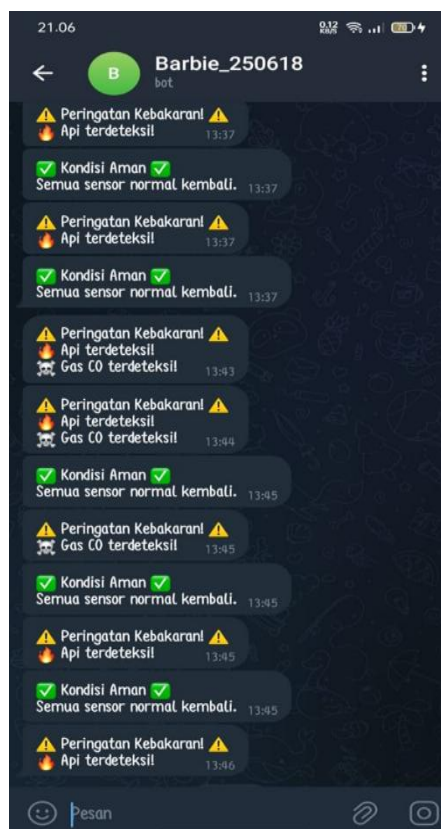 21.06
0,12
KB/S
70
B
Barbie_250618
bot
⚠️ Peringatan Kebakaran! ⚠️
🔥 Api terdeteksi!
13:37
✅ Kondisi Aman ✅
Semua sensor normal kembali. 13:37
⚠️ Peringatan Kebakaran! ⚠️
🔥 Api terdeteksi!
13:37
✅ Kondisi Aman ✅
Semua sensor normal kembali. 13:37
⚠️ Peringatan Kebakaran! ⚠️
🔥 Api terdeteksi!
☠️ Gas CO terdeteksi! 13:43
⚠️ Peringatan Kebakaran! ⚠️
🔥 Api terdeteksi!
☠️ Gas CO terdeteksi! 13:44
✅ Kondisi Aman ✅
Semua sensor normal kembali. 13:45
⚠️ Peringatan Kebakaran! ⚠️
☠️ Gas CO terdeteksi! 13:45
✅ Kondisi Aman ✅
Semua sensor normal kembali. 13:45
⚠️ Peringatan Kebakaran! ⚠️
🔥 Api terdeteksi! 13:45
✅ Kondisi Aman ✅
Semua sensor normal kembali. 13:45
⚠️ Peringatan Kebakaran! ⚠️
🔥 Api terdeteksi! 13:46
Pesan